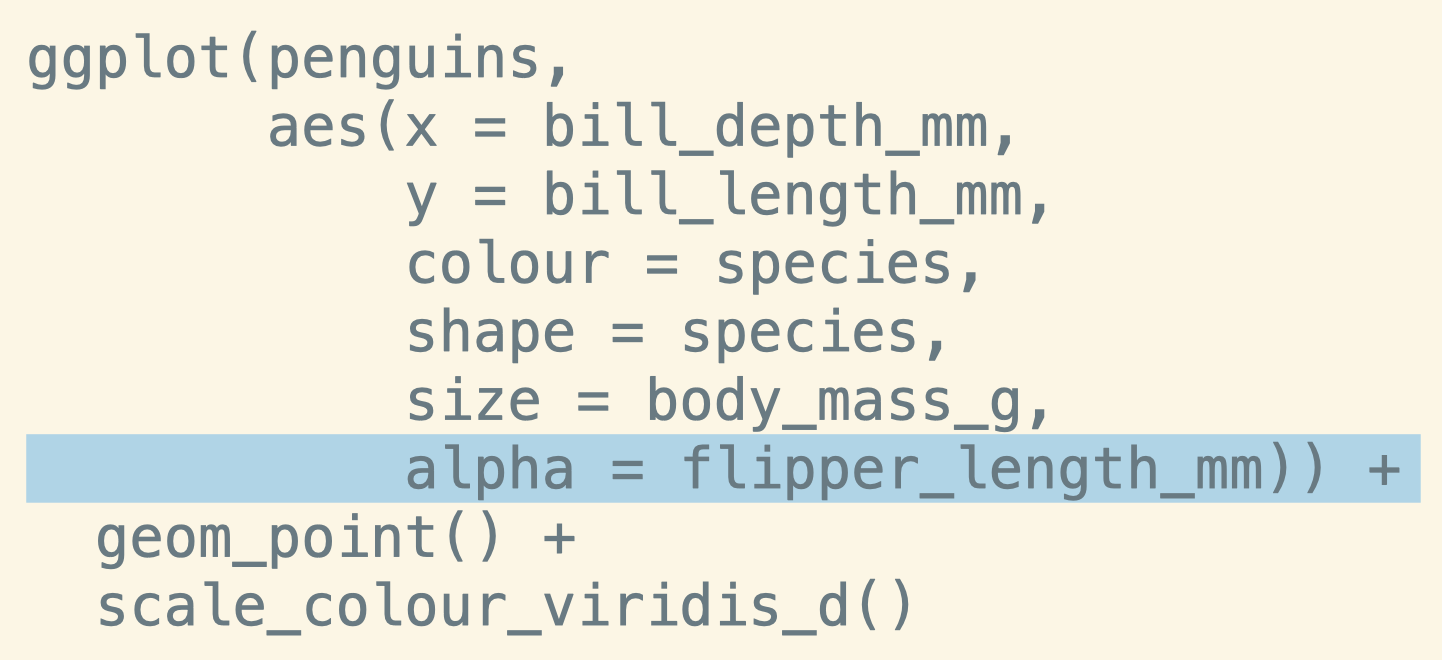 ggplot(penguins,
       aes(x = bill_depth_mm,
           y = bill_length_mm,
           colour = species,
           shape = species,
           size = body_mass_g,
           alpha = flipper_length_mm)) +
  geom_point() +
  scale_colour_viridis_d()